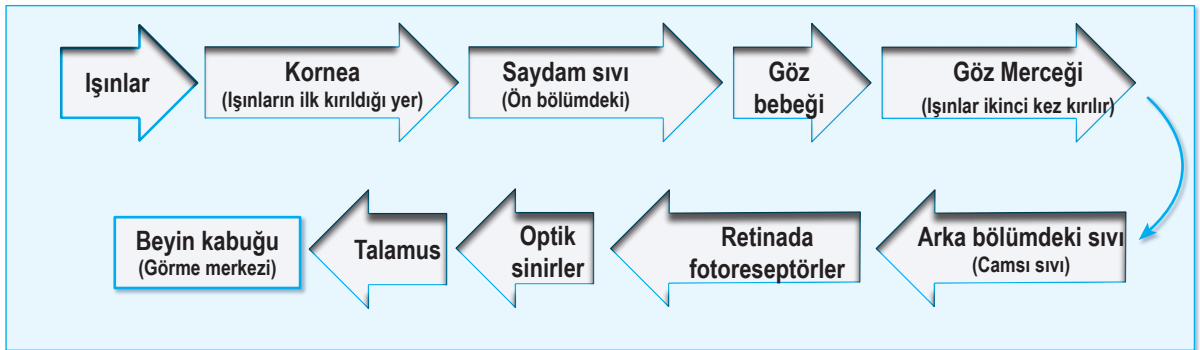 Işınlar
Kornea
(Işınların ilk kırıldığı yer)
Saydam sıvı
(Ön bölümdeki)
Göz
bebeği
Göz Merceği
(Işınlar ikinci kez kırılır)
Arka bölümdeki sıvı
(Camsı sıvı)
Retinada
fotoreseptörler
Optik
sinirler
Talamus
Beyin kabuğu
(Görme merkezi)